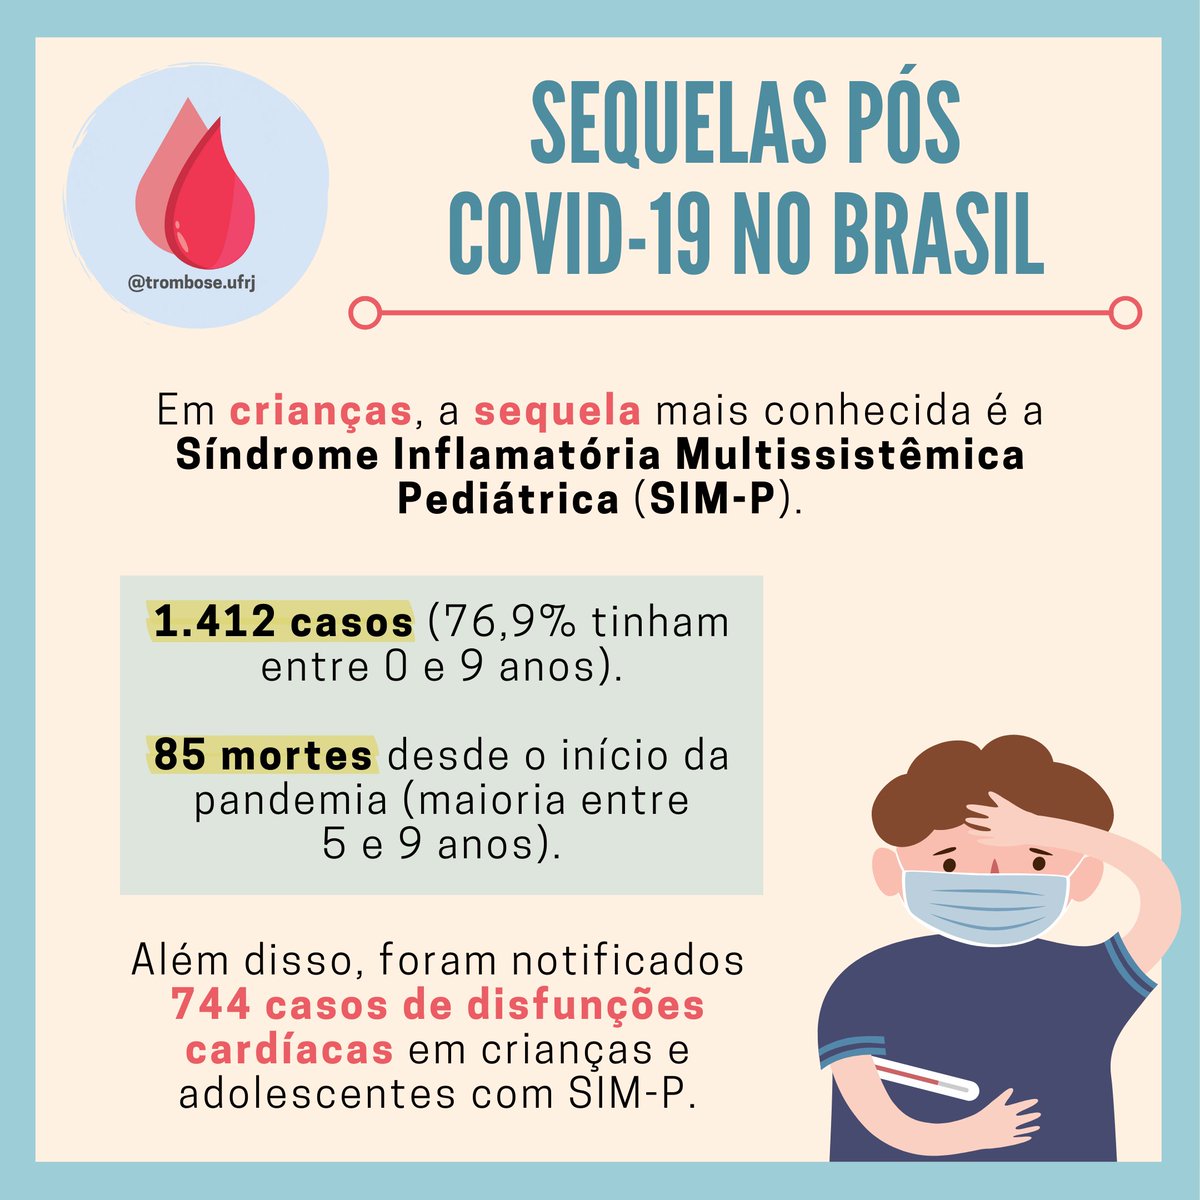 @trombose.ufrj
SEQUELAS PÓS
COVID-19 NO BRASIL
Em crianças, a sequela mais conhecida é a
Síndrome Inflamatória Multissistêmica
Pediátrica (SIM-P).
1.412 casos (76,9% tinham
entre 0 e 9 anos).
85 mortes desde o início da
pandemia (maioria entre
5 e 9 anos).
Além disso, foram notificados
744 casos de disfunções
cardíacas em crianças e
adolescentes com SIM-P.